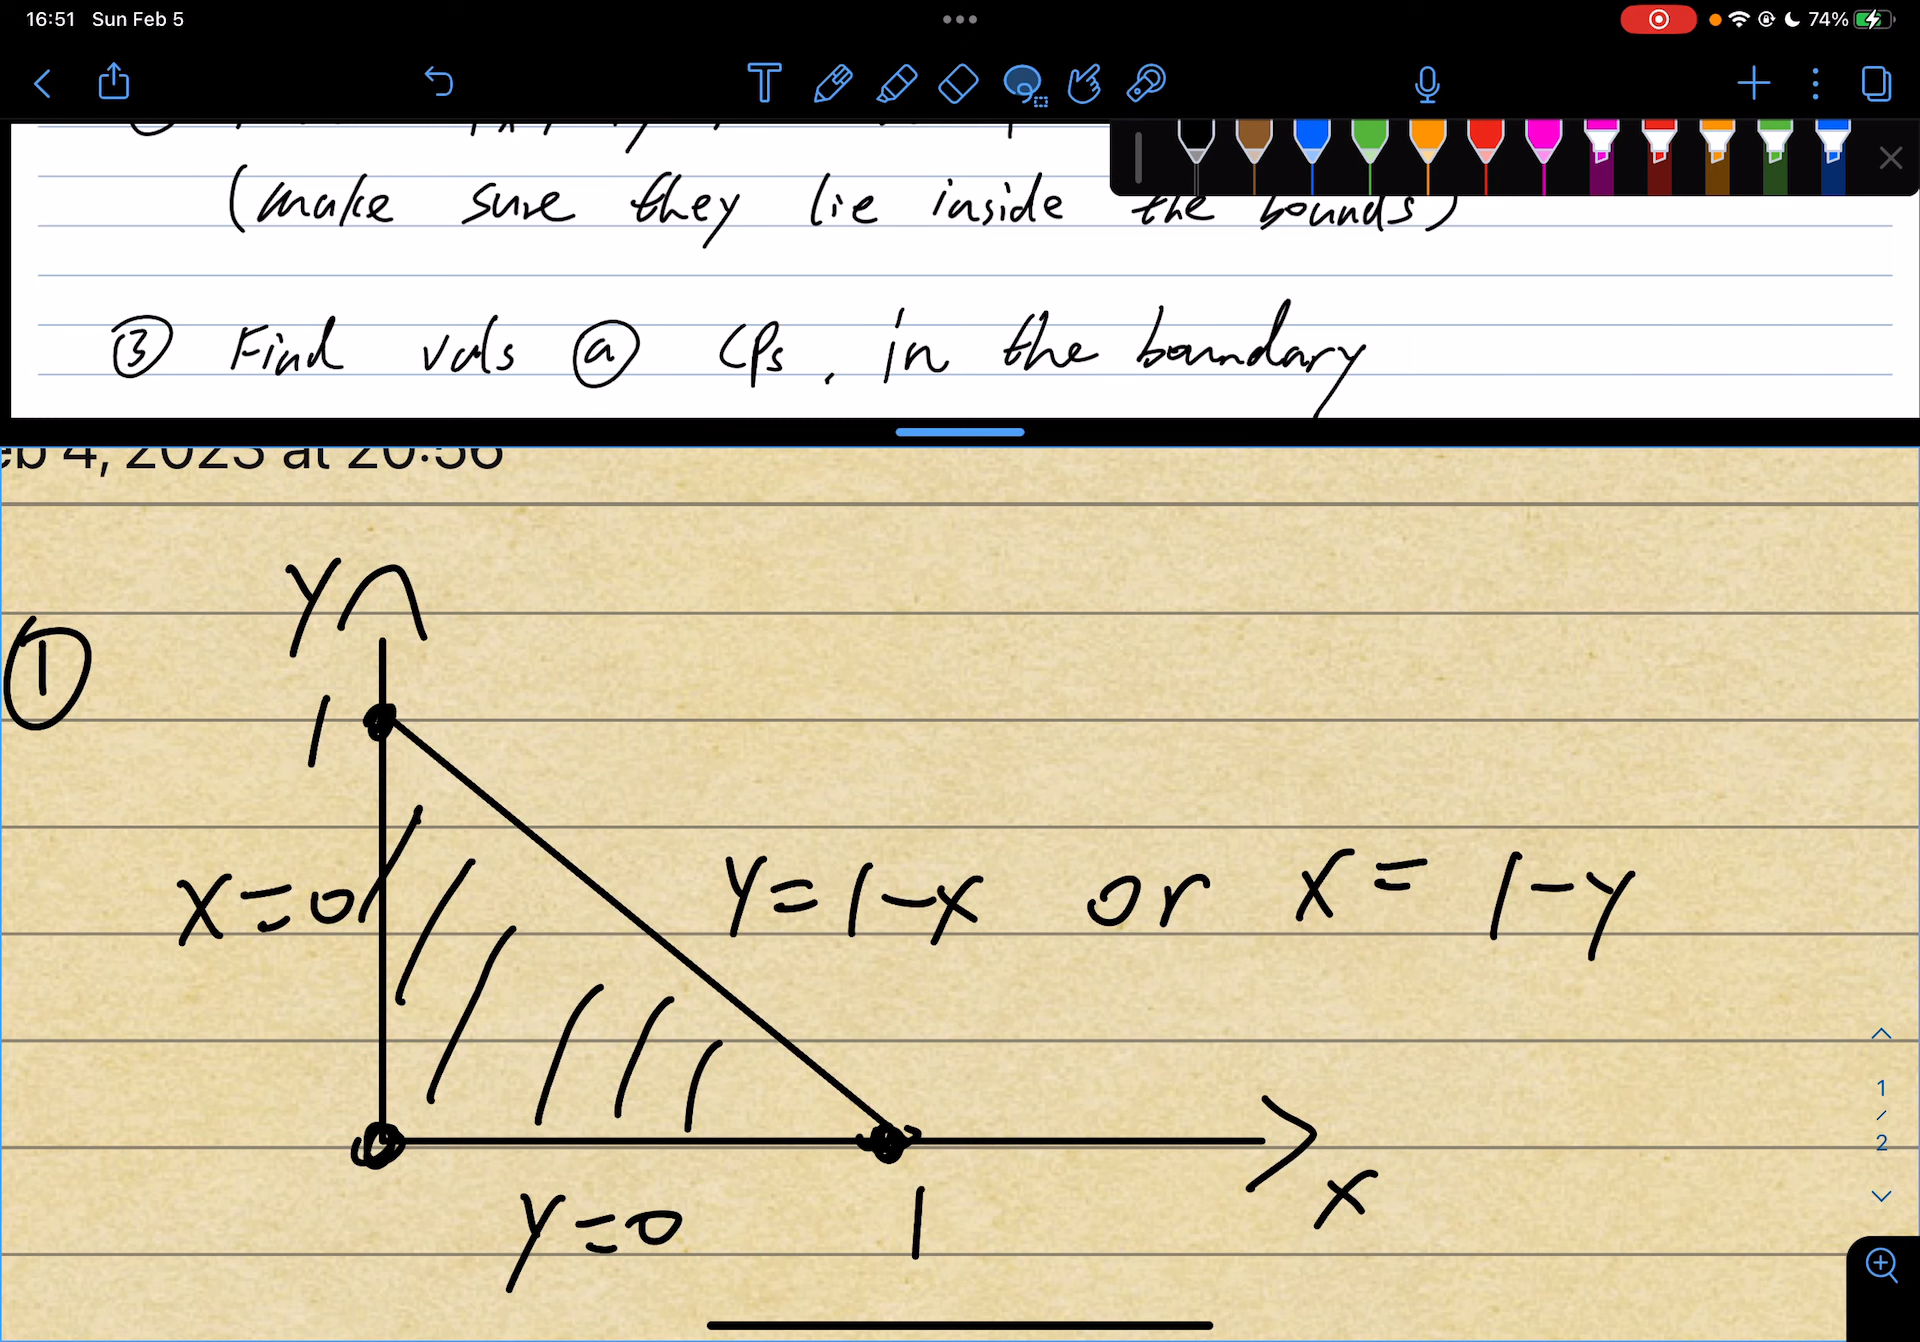 16:51 Sun Feb 5
74%
(make sure they lie inside the bounds)
③ Find vals @ CPs, in the boundary
eb 4, 2023 at 20:56
①
y
1
x=0
y=1-x or x=1-y
1
/
2
y=0
1
x